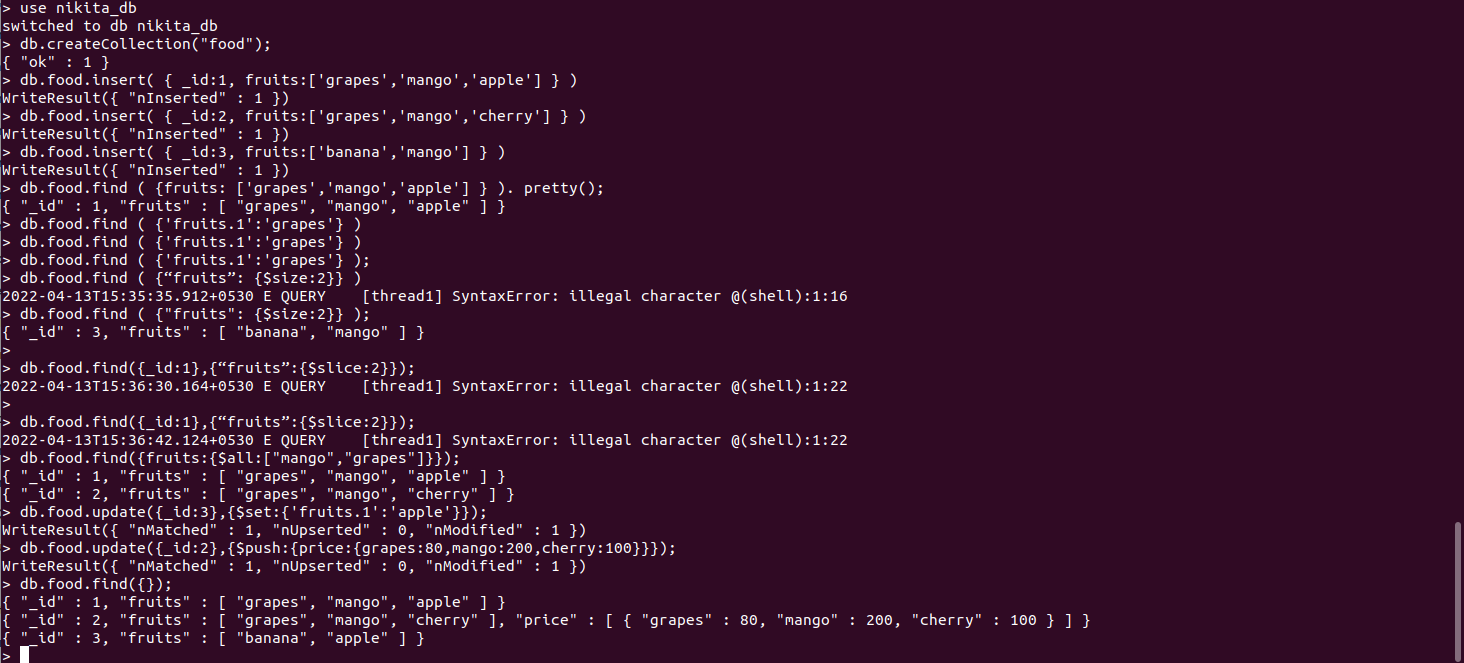 > use nikita_db
switched to db nikita_db
> db.createCollection("food");
{ "ok" : 1 }
> db.food.insert( { _id:1, fruits:['grapes','mango','apple'] } )
WriteResult({ "nInserted" : 1 })
> db.food.insert( { _id:2, fruits:['grapes','mango','cherry'] } )
WriteResult({ "nInserted" : 1 })
> db.food.insert( { _id:3, fruits:['banana','mango'] } )
WriteResult({ "nInserted" : 1 })
> db.food.find ( {fruits: ['grapes','mango','apple'] } ). pretty();
{ "_id" : 1, "fruits" : [ "grapes", "mango", "apple" ] }
> db.food.find ( {'fruits.1':'grapes'} )
> db.food.find ( {'fruits.1':'grapes'} )
> db.food.find ( {'fruits.1':'grapes'} );
> db.food.find ( {“fruits”: {$size:2}} )
2022-04-13T15:35:35.912+0530 E QUERY    [thread1] SyntaxError: illegal character @(shell):1:16
> db.food.find ( {"fruits": {$size:2}} );
{ "_id" : 3, "fruits" : [ "banana", "mango" ] }
>
> db.food.find({_id:1},{“fruits”:{$slice:2}});
2022-04-13T15:36:30.164+0530 E QUERY    [thread1] SyntaxError: illegal character @(shell):1:22
>
> db.food.find({_id:1},{“fruits”:{$slice:2}});
2022-04-13T15:36:42.124+0530 E QUERY    [thread1] SyntaxError: illegal character @(shell):1:22
> db.food.find({fruits:{$all:["mango","grapes"]}});
{ "_id" : 1, "fruits" : [ "grapes", "mango", "apple" ] }
{ "_id" : 2, "fruits" : [ "grapes", "mango", "cherry" ] }
> db.food.update({_id:3},{$set:{'fruits.1':'apple'}});
WriteResult({ "nMatched" : 1, "nUpserted" : 0, "nModified" : 1 })
> db.food.update({_id:2},{$push:{price:{grapes:80,mango:200,cherry:100}}});
WriteResult({ "nMatched" : 1, "nUpserted" : 0, "nModified" : 1 })
> db.food.find({});
{ "_id" : 1, "fruits" : [ "grapes", "mango", "apple" ] }
{ "_id" : 2, "fruits" : [ "grapes", "mango", "cherry" ], "price" : [ { "grapes" : 80, "mango" : 200, "cherry" : 100 } ] }
{ "_id" : 3, "fruits" : [ "banana", "apple" ] }
>